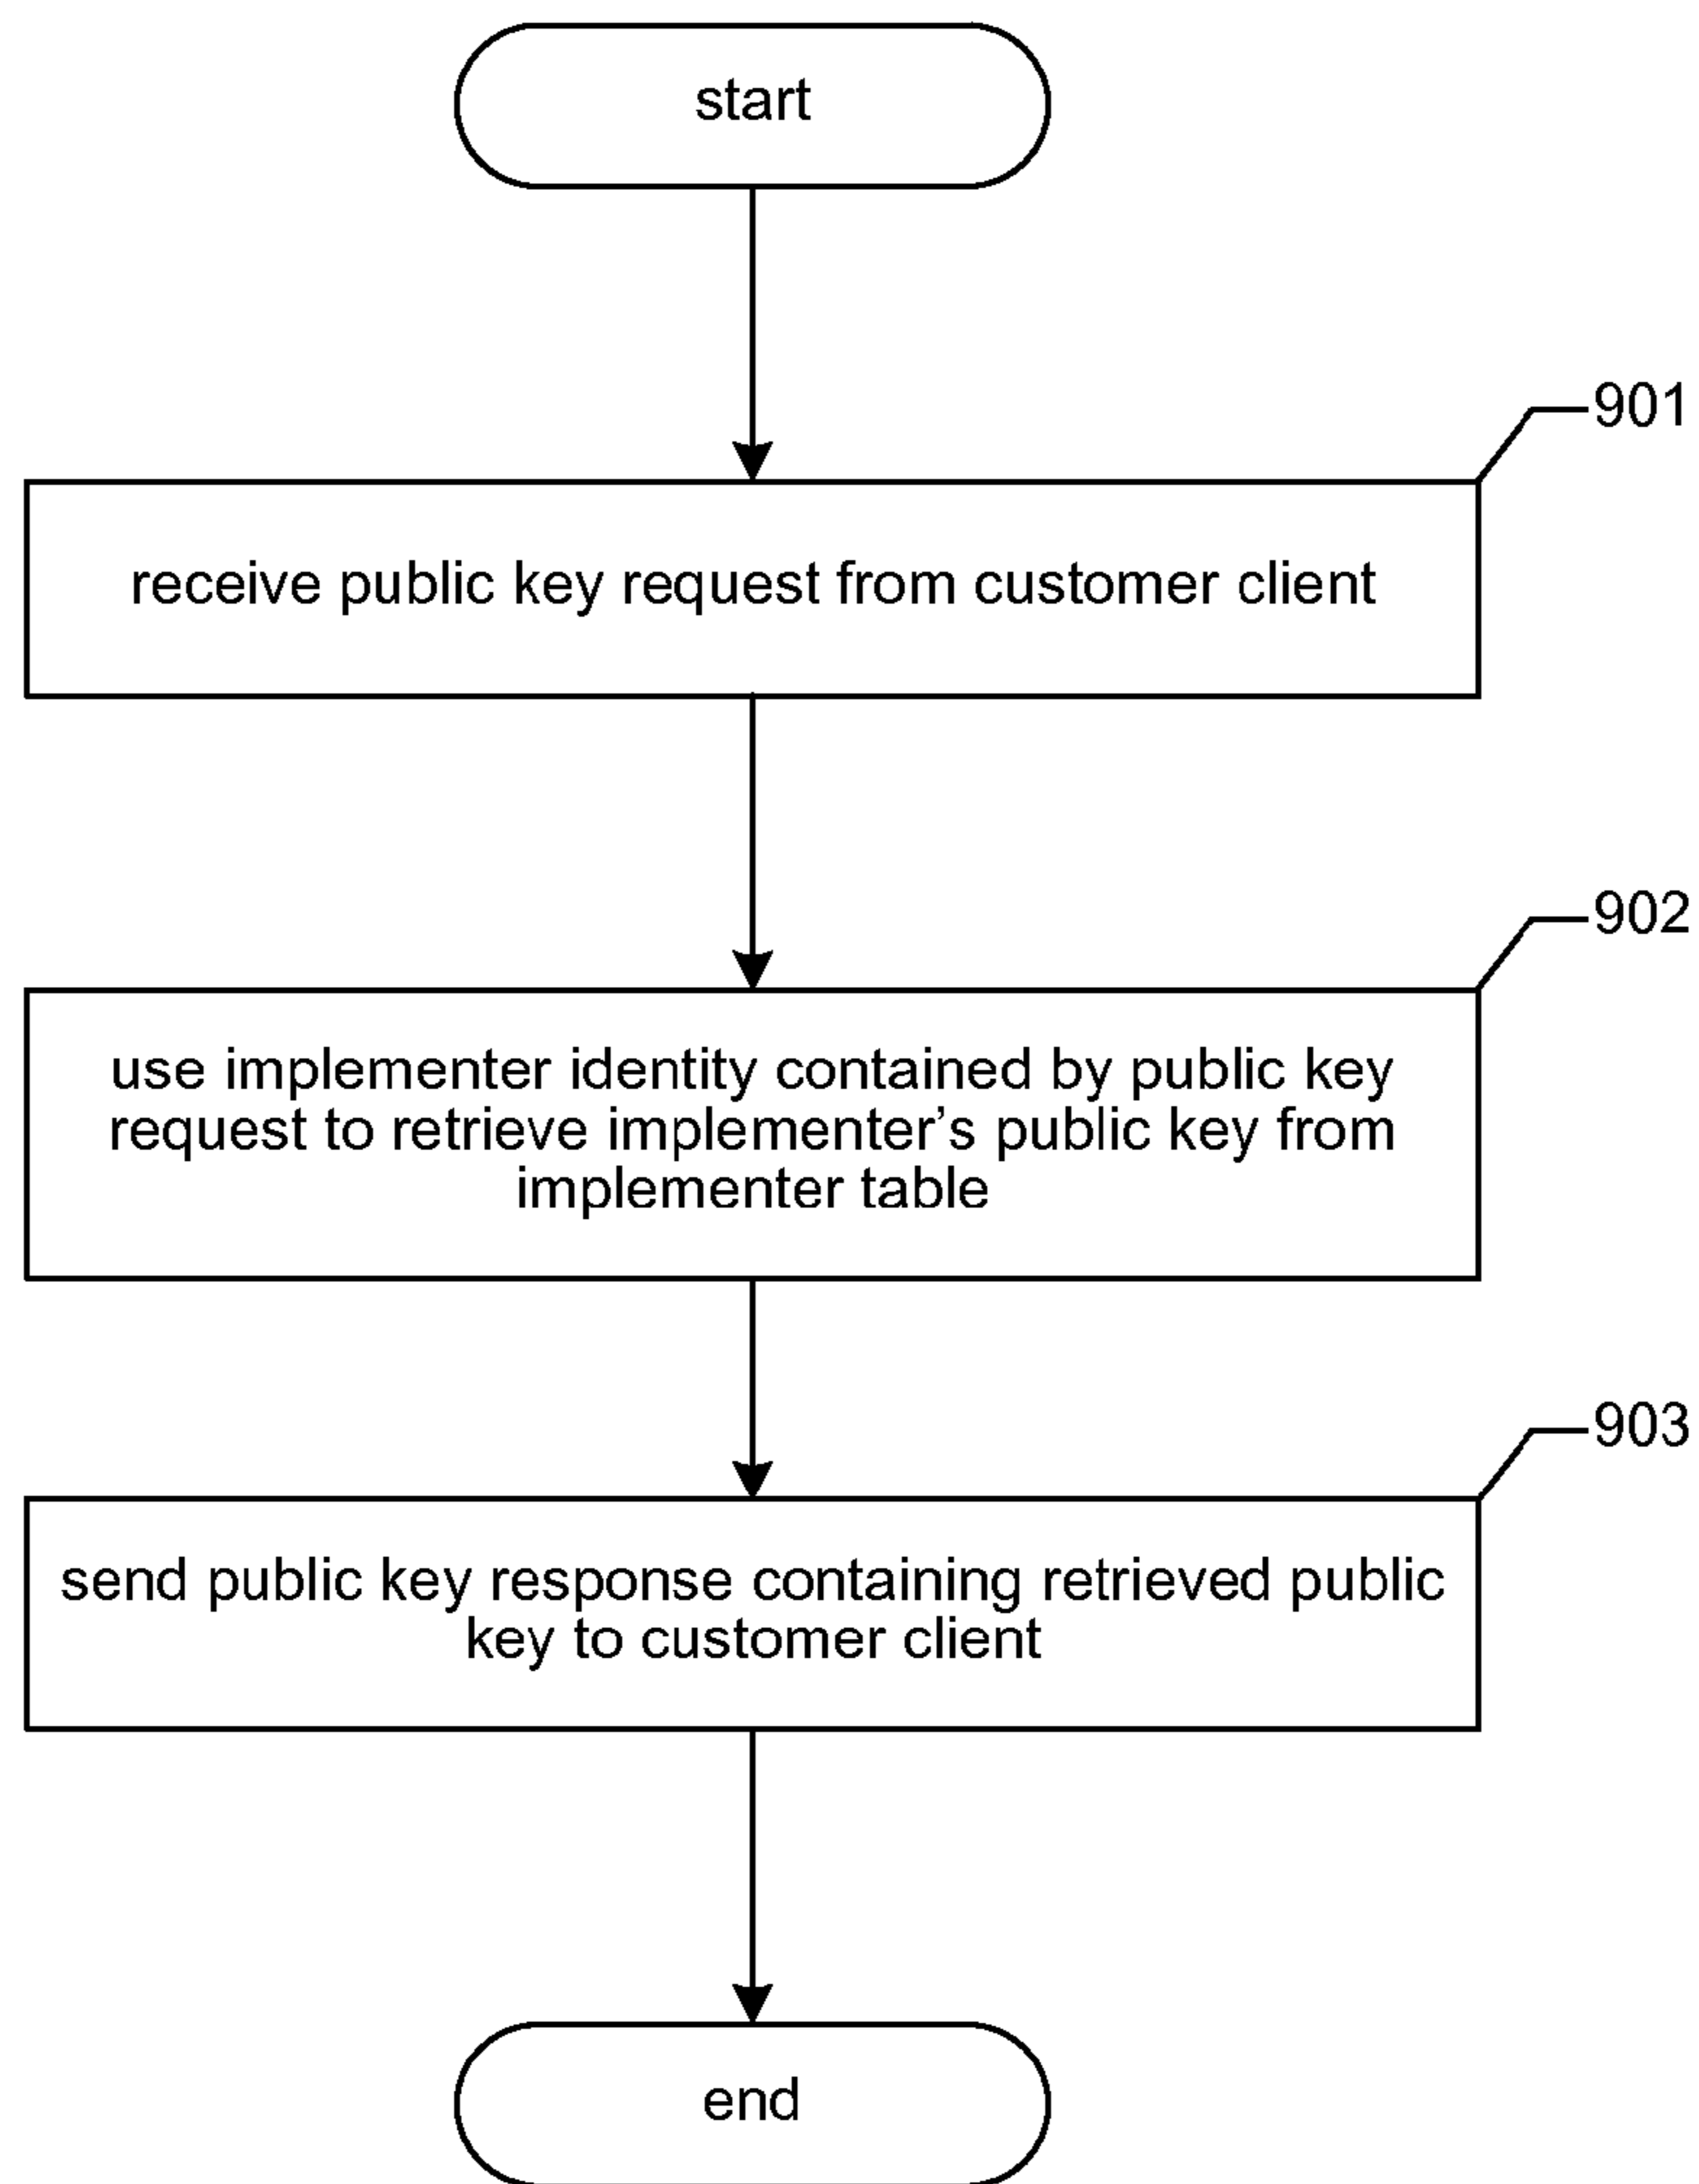 start
901
receive public key request from customer client
902
use implementer identity contained by public key
request to retrieve implementer’s public key from
implementer table
903
send public key response containing retrieved public
key to customer client
end